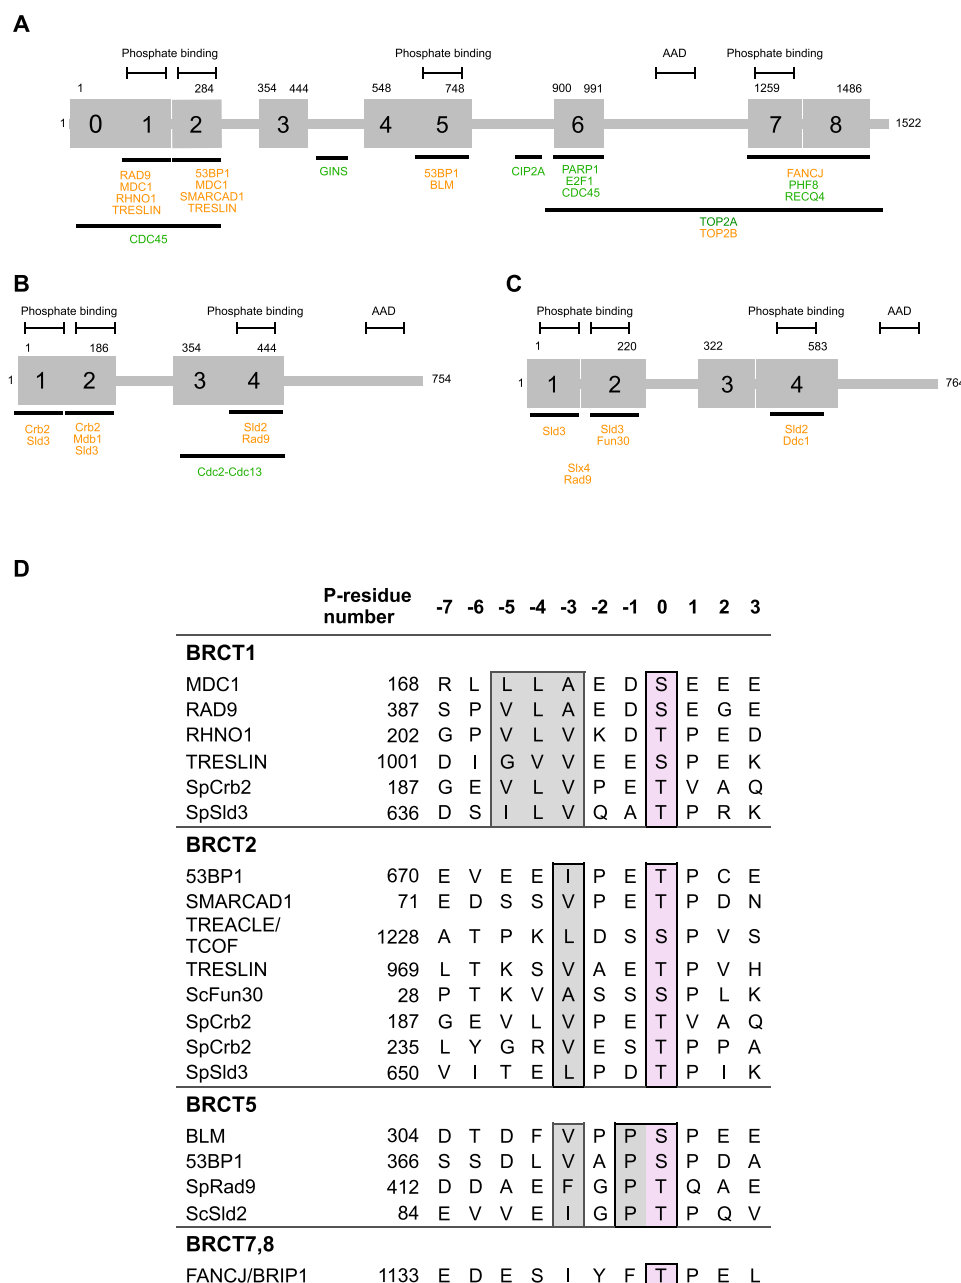 A
Phosphate binding Phosphate binding AAD Phosphate binding
1 284 354 444 548 748 900 991 1259 1486
1 0 1 2 3 4 5 6 7 8 1522
RAD9 53BP1 GINS 53BP1 CIP2A PARP1 FANCJ
MDC1 MDC1 BLM E2F1 PHF8
RHNO1 SMARCAD1 CDC45 RECQ4
TRESLIN TRESLIN
TOP2A
CDC45 TOP2B
B
Phosphate binding Phosphate binding AAD
1 186 354 444
1 1 2 3 4 754
Crb2 Crb2 Sld2
Sld3 Mdb1 Rad9
Sld3
Cdc2-Cdc13
C
Phosphate binding Phosphate binding AAD
1 220 322 583
1 1 2 3 4 764
Sld3 Sld3 Sld2
Fun30 Ddc1
Slx4
Rad9
D
P-residue
number -7 -6 -5 -4 -3 -2 -1 0 1 2 3
BRCT1
MDC1 168 R L L L A E D S E E E
RAD9 387 S P V L A E D S E G E
RHNO1 202 G P V L V K D T P E D
TRESLIN 1001 D I G V V E E S P E K
SpCrb2 187 G E V L V P E T V A Q
SpSld3 636 D S I L V Q A T P R K
BRCT2
53BP1 670 E V E E I P E T P C E
SMARCAD1 71 E D S S V P E T P D N
TREACLE/
TCOF 1228 A T P K L D S S P V S
TRESLIN 969 L T K S V A E T P V H
ScFun30 28 P T K V A S S S P L K
SpCrb2 187 G E V L V P E T V A Q
SpCrb2 235 L Y G R V E S T P P A
SpSld3 650 V I T E L P D T P I K
BRCT5
BLM 304 D T D F V P P S P E E
53BP1 366 S S D L V A P S P D A
SpRad9 412 D D A E F G P T Q A E
ScSld2 84 E V V E I G P T P Q V
BRCT7,8
FANCJ/BRIP1 1133 E D E S I Y F T P E L